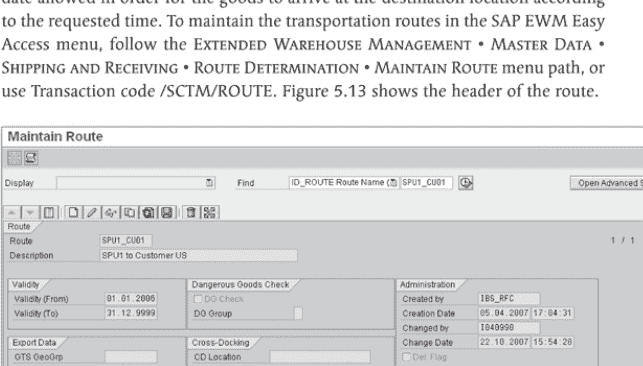 date allowed in order for the goods to arrive at the destination location according
to the requested time. To maintain the transportation routes in the SAP EWM Easy
Access menu, follow the EXTENDED WAREHOUSE MANAGEMENT • MASTER DATA •
SHIPPING AND RECEIVING • ROUTE DETERMINATION • MAINTAIN ROUTE menu path, or
use Transaction code /SCTM/ROUTE. Figure 5.13 shows the header of the route.
Maintain Route
Display Find ID_ROUTE Route Name ( SPU1_CU01 Open Advanced S
Route
Route SPU1_CU01 1 / 1
Description SPU1 to Customer US
Validity Dangerous Goods Check Administration
Validity (From) 01.01.2006 DG Check Created by IBS_RFC
Validity (To) 31.12.9999 DG Group Creation Date 05.04.2007 17:04:31
Changed by I040990
Export Data Cross-Docking Change Date 22.10.2007 15:54:28
GTS GeoGrp CD Location Del.Flag